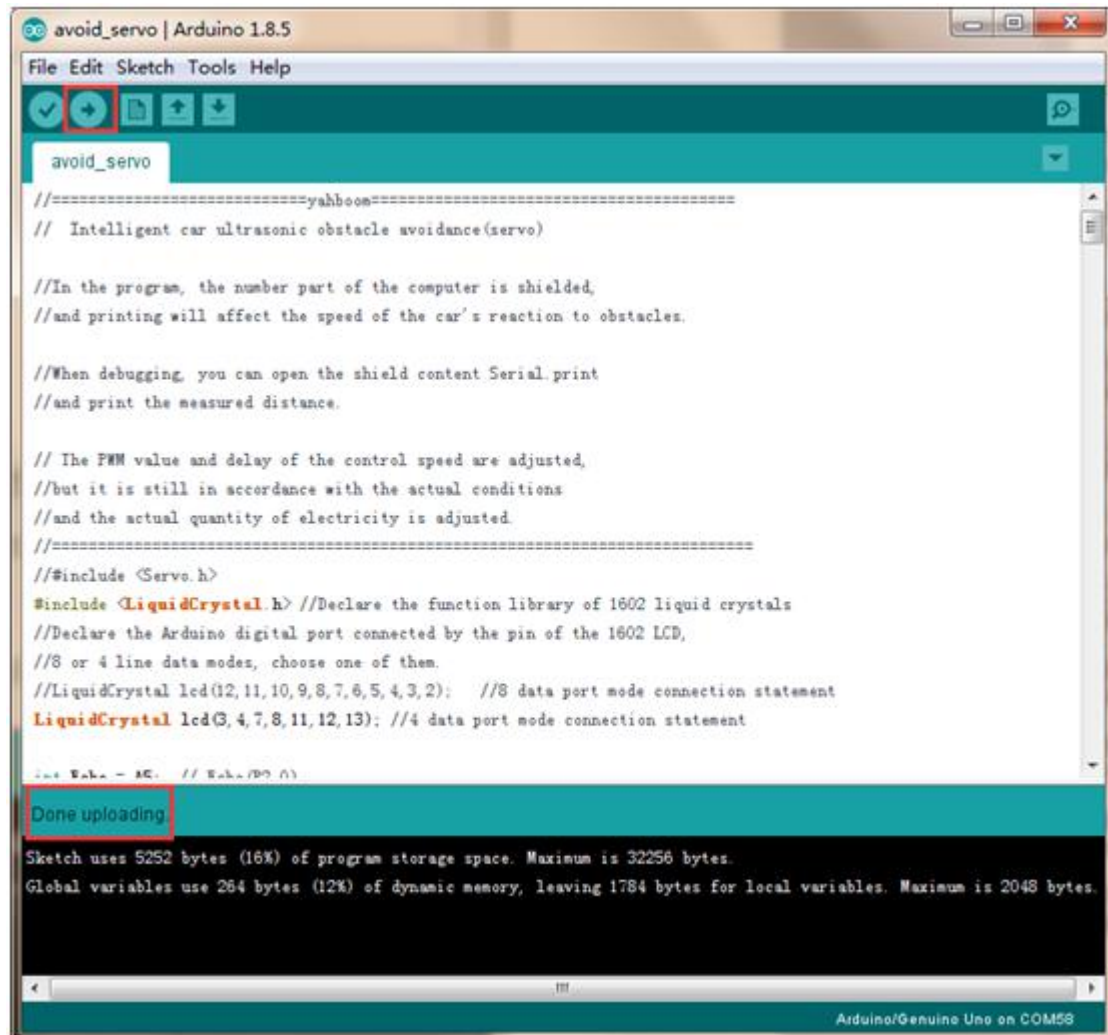 avoid_servo | Arduino 1.8.5
File Edit Sketch Tools Help
avoid_servo
//============================yahboom========================================
//  Intelligent car ultrasonic obstacle avoidance(servo)
//In the program, the number part of the computer is shielded,
//and printing will affect the speed of the car's reaction to obstacles.
//When debugging, you can open the shield content Serial.print
//and print the measured distance.
// The PWM value and delay of the control speed are adjusted,
//but it is still in accordance with the actual conditions
//and the actual quantity of electricity is adjusted.
//=============================================================================
//#include <Servo.h>
#include <LiquidCrystal.h> //Declare the function library of 1602 liquid crystals
//Declare the Arduino digital port connected by the pin of the 1602 LCD,
//8 or 4 line data modes, choose one of them.
//LiquidCrystal lcd(12,11,10,9,8,7,6,5,4,3,2);   //8 data port mode connection statement
LiquidCrystal lcd(3,4,7,8,11,12,13); //4 data port mode connection statement
int Echo = A5;  // Echo(P2.0)
Done uploading.
Sketch uses 5252 bytes (16%) of program storage space. Maximum is 32256 bytes.
Global variables use 264 bytes (12%) of dynamic memory, leaving 1784 bytes for local variables. Maximum is 2048 bytes.
Arduino/Genuino Uno on COM58